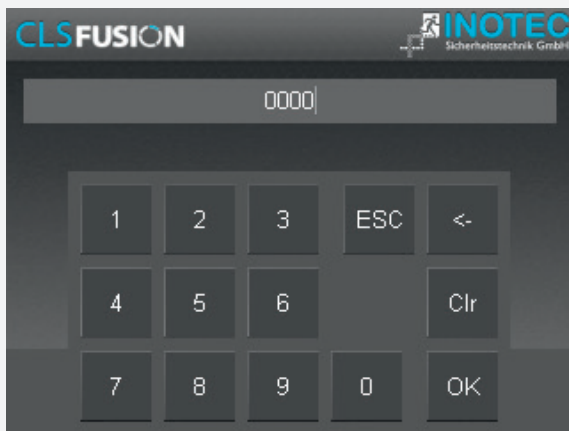 CLSFUSION
INOTEC
Sicherheitstechnik GmbH
0000
1 2 3 ESC <-
4 5 6 Clr
7 8 9 0 OK